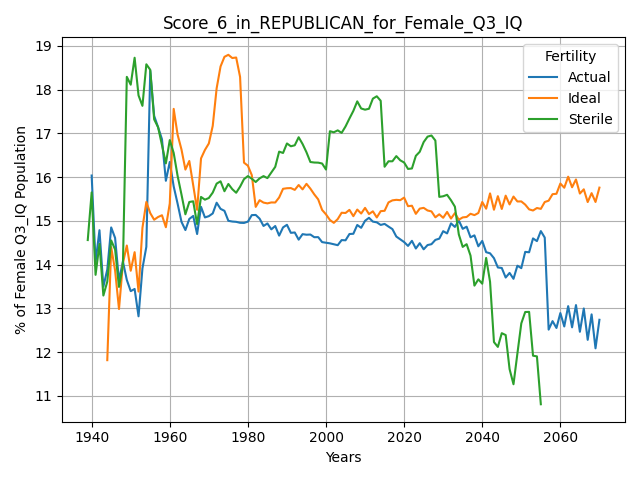 Score_6_in_REPUBLICAN_for_Female_Q3_IQ
% of Female Q3_IQ Population
19
18
17
16
15
14
13
12
11
Fertility
Actual
Ideal
Sterile
1940 1960 1980 2000 2020 2040 2060
Years